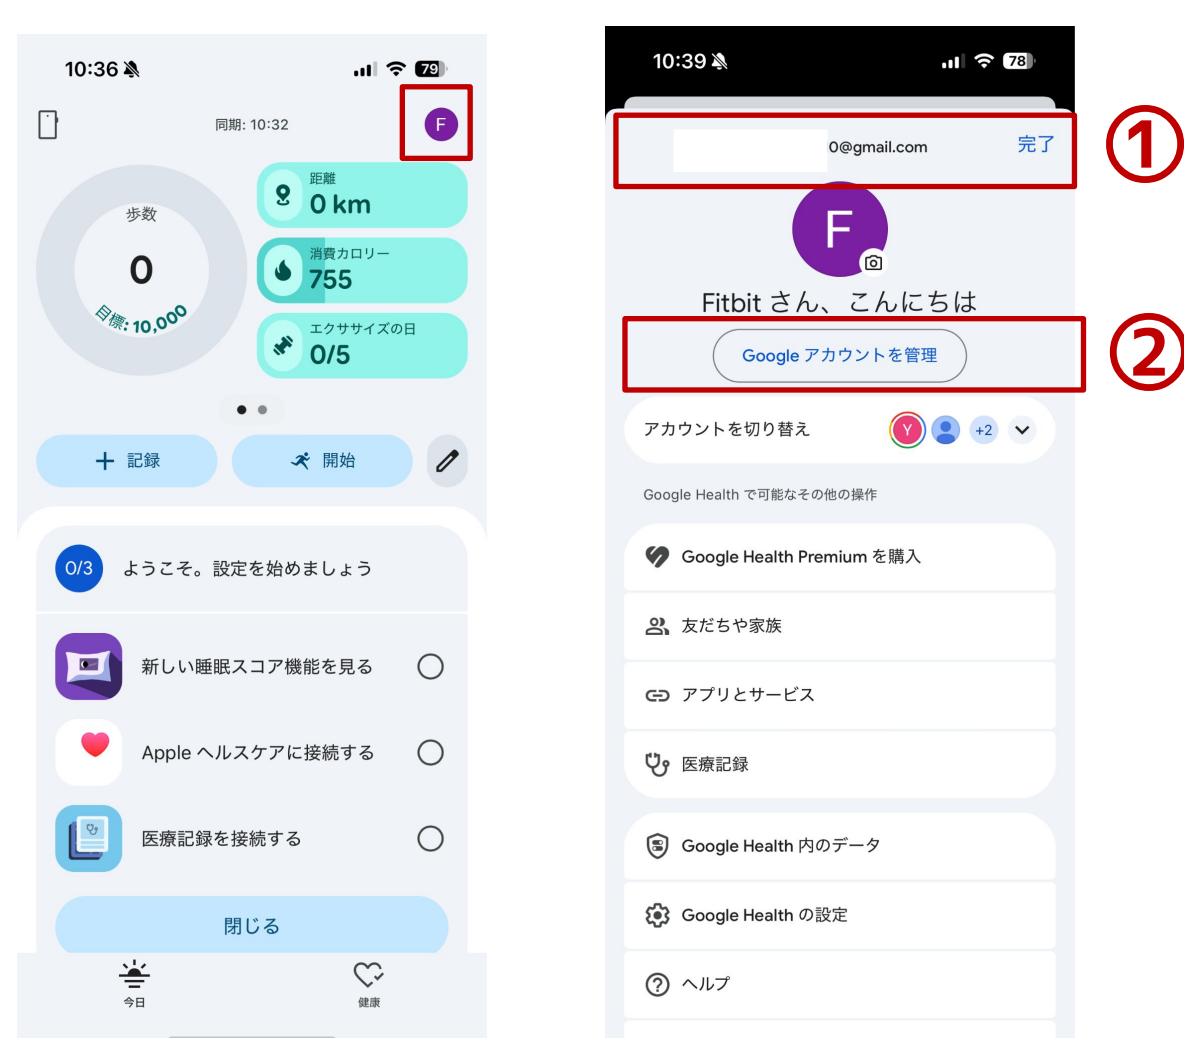 10:36
79
同期: 10:32
F
歩数
0
目標: 10,000
距離
0 km
消費カロリー
755
エクササイズの日
0/5
記録
開始
0/3
ようこそ。設定を始めましょう
新しい睡眠スコア機能を見る
Apple ヘルスケアに接続する
医療記録を接続する
閉じる
今日
健康
10:39
78
0@gmail.com
完了
①
F
Fitbit さん、こんにちは
Google アカウントを管理
②
アカウントを切り替え
Y
+2
Google Health で可能なその他の操作
Google Health Premium を購入
友だちや家族
アプリとサービス
医療記録
Google Health 内のデータ
Google Health の設定
ヘルプ